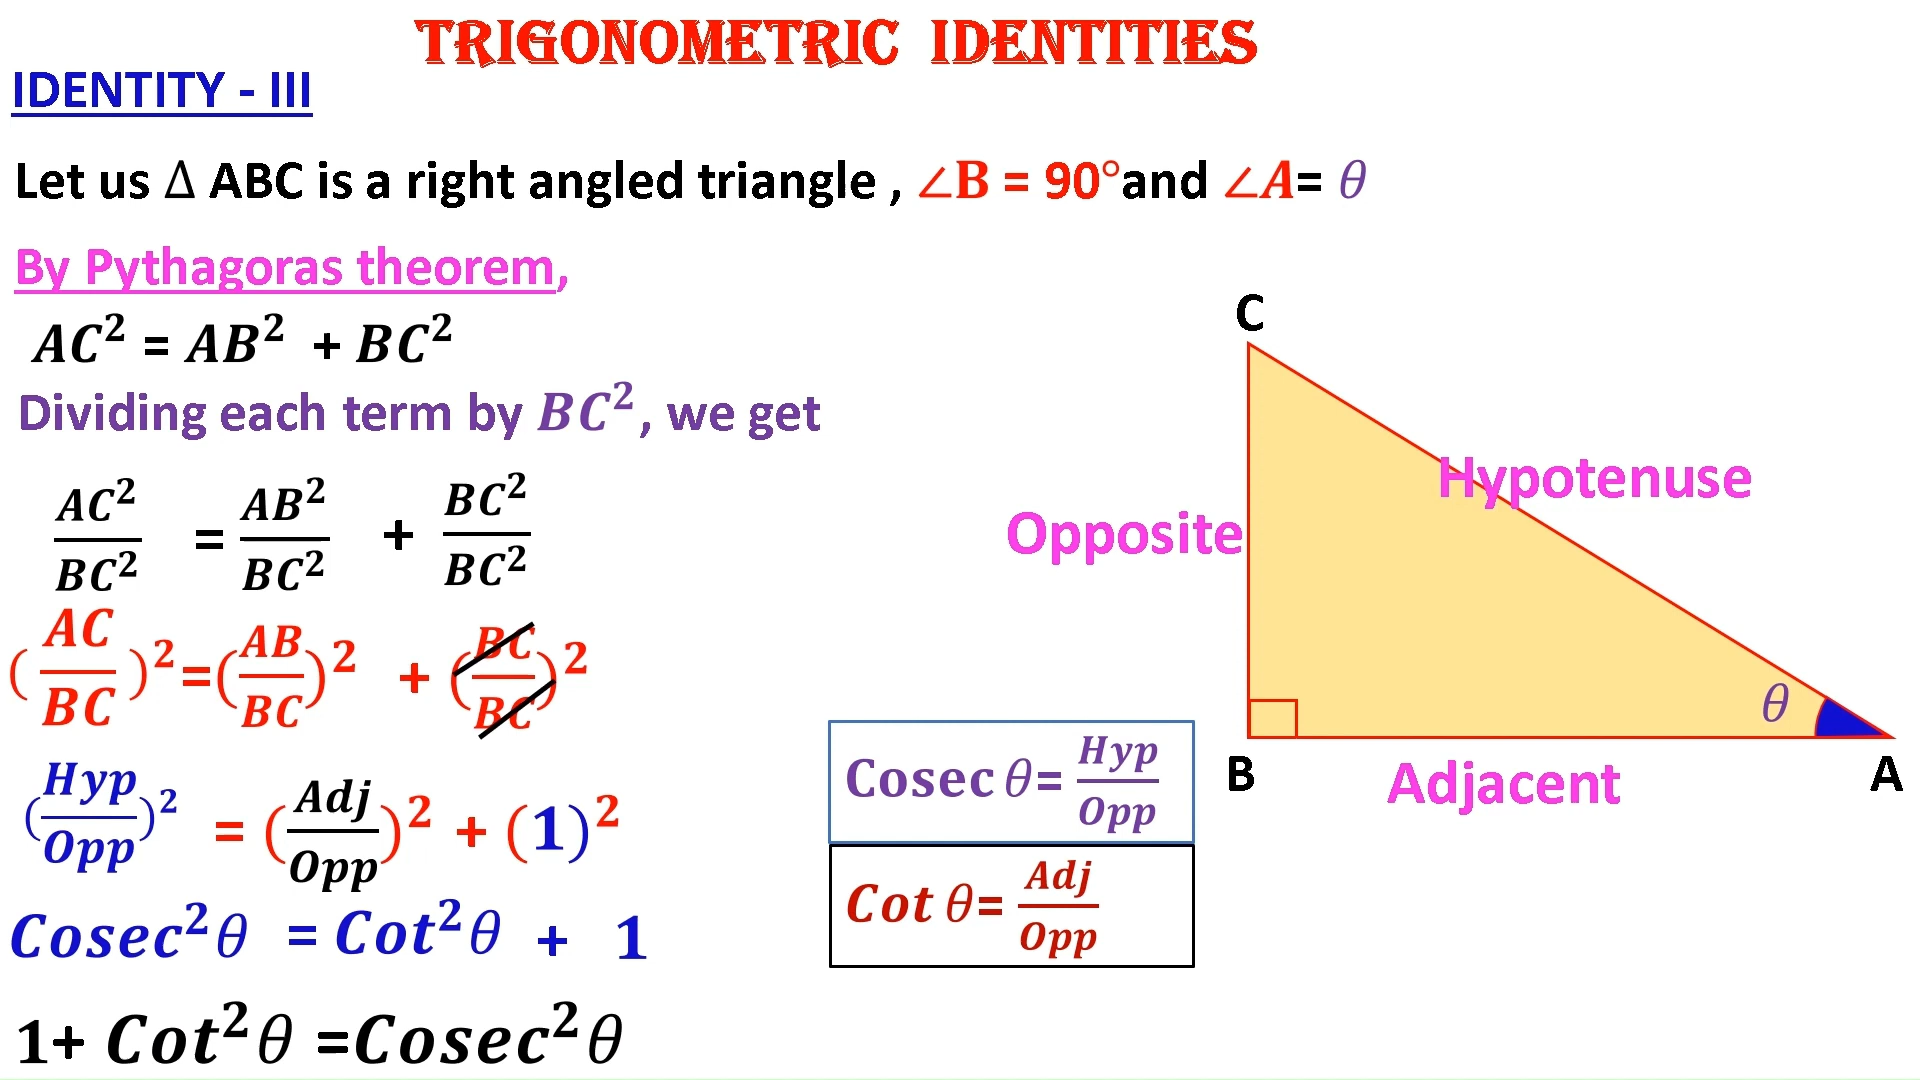 TRIGONOMETRIC IDENTITIES
IDENTITY - III
Let us Δ ABC is a right angled triangle , ∠B = 90°and ∠A= θ
By Pythagoras theorem,
AC² = AB² + BC²
Dividing each term by BC², we get
AC²/BC² = AB²/BC² + BC²/BC²
(AC/BC)²=(AB/BC)² + (BC/BC)²
(Hyp/Opp)² = (Adj/Opp)² + (1)²
Cosec²θ = Cot²θ + 1
1+ Cot²θ =Cosec²θ
Cosec θ= Hyp/Opp
Cot θ= Adj/Opp
C
Hypotenuse
Opposite
θ
B
Adjacent
A